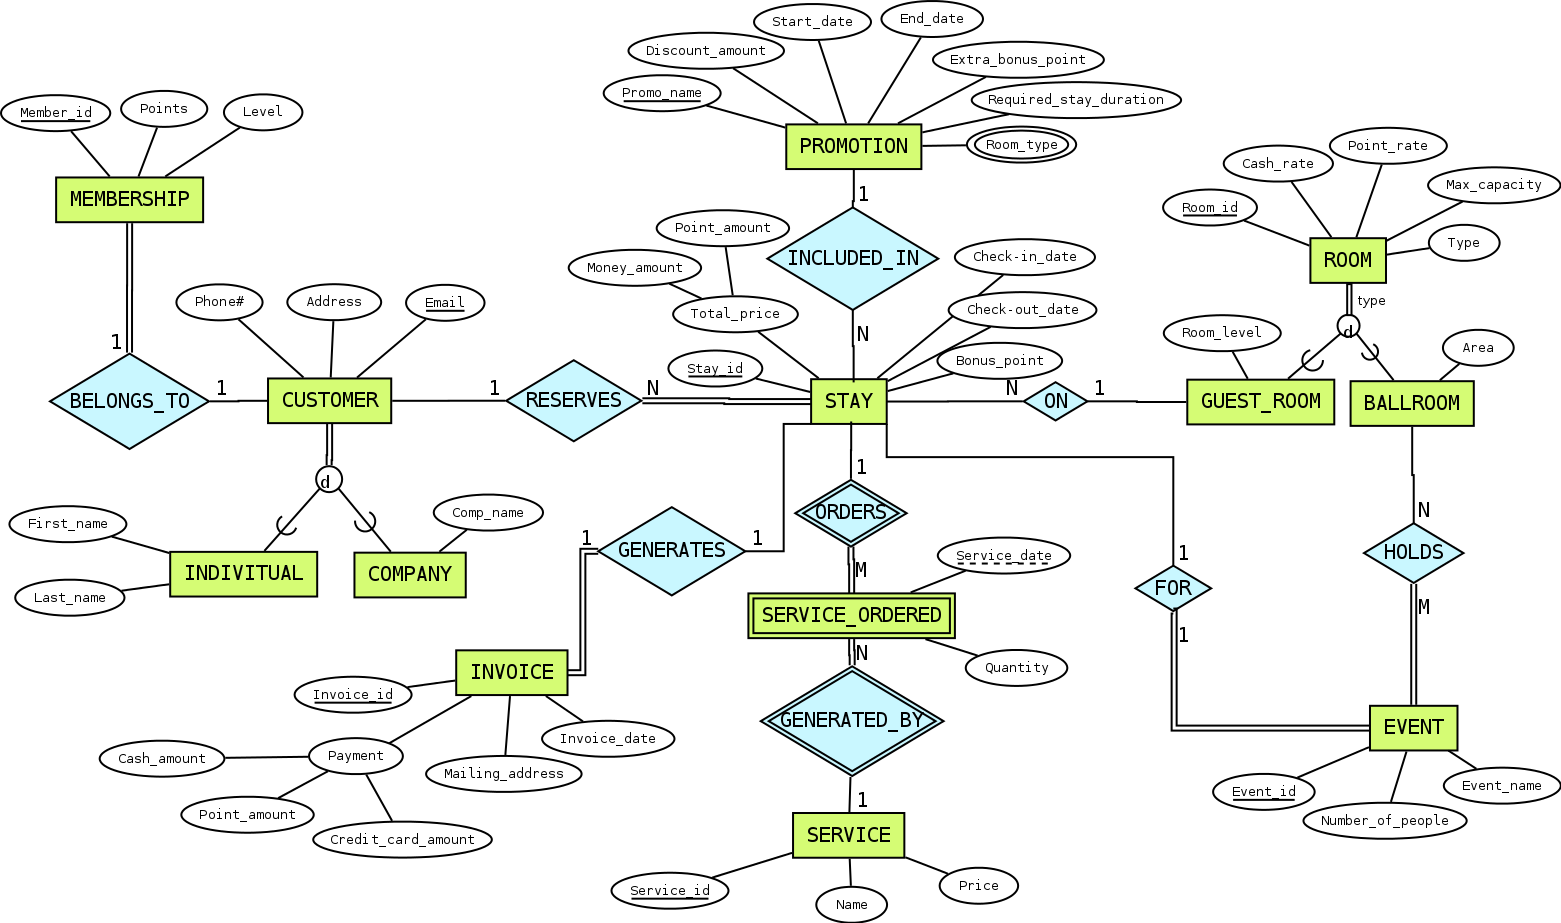 Start_date
End_date
Discount_amount
Extra_bonus_point
Promo_name
Required_stay_duration
Member_id
Points
Level
PROMOTION
Room_type
Point_rate
Cash_rate
Max_capacity
MEMBERSHIP
1
Room_id
Point_amount
Type
INCLUDED_IN
Check-in_date
ROOM
Money_amount
type
Phone#
Address
Email
Total_price
Check-out_date
d
1
N
Room_level
Area
Stay_id
Bonus_point
BELONGS_TO
1
CUSTOMER
1
RESERVES
N
STAY
N
ON
1
GUEST_ROOM
BALLROOM
1
d
N
Comp_name
ORDERS
First_name
1
GENERATES
1
Service_date
1
HOLDS
INDIVITUAL
COMPANY
M
FOR
Last_name
M
SERVICE_ORDERED
1
N
Quantity
INVOICE
Invoice_id
GENERATED_BY
EVENT
Invoice_date
Payment
Cash_amount
Mailing_address
Event_name
Event_id
1
Point_amount
Number_of_people
SERVICE
Credit_card_amount
Price
Service_id
Name